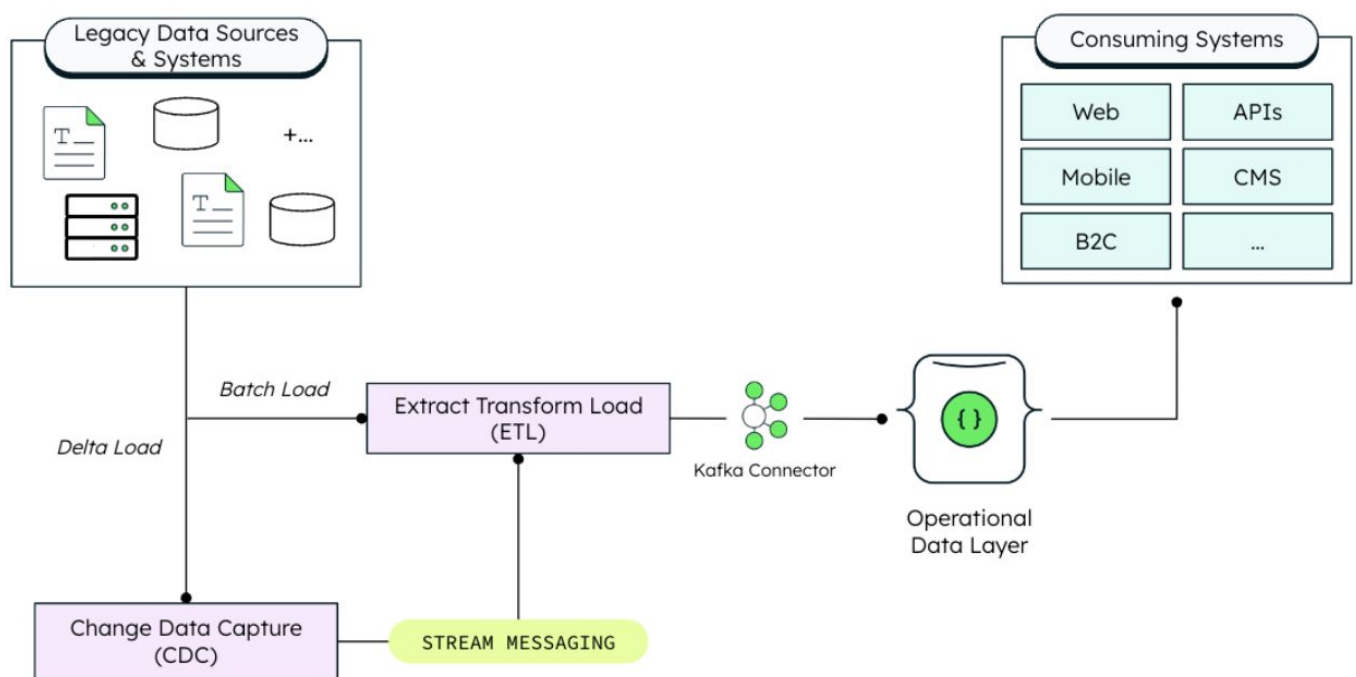 Legacy Data Sources
& Systems
T
+...
T
Consuming Systems
Web
APIs
Mobile
CMS
B2C
...
Batch Load
Delta Load
Extract Transform Load
(ETL)
Kafka Connector
{ }
Operational
Data Layer
Change Data Capture
(CDC)
STREAM MESSAGING